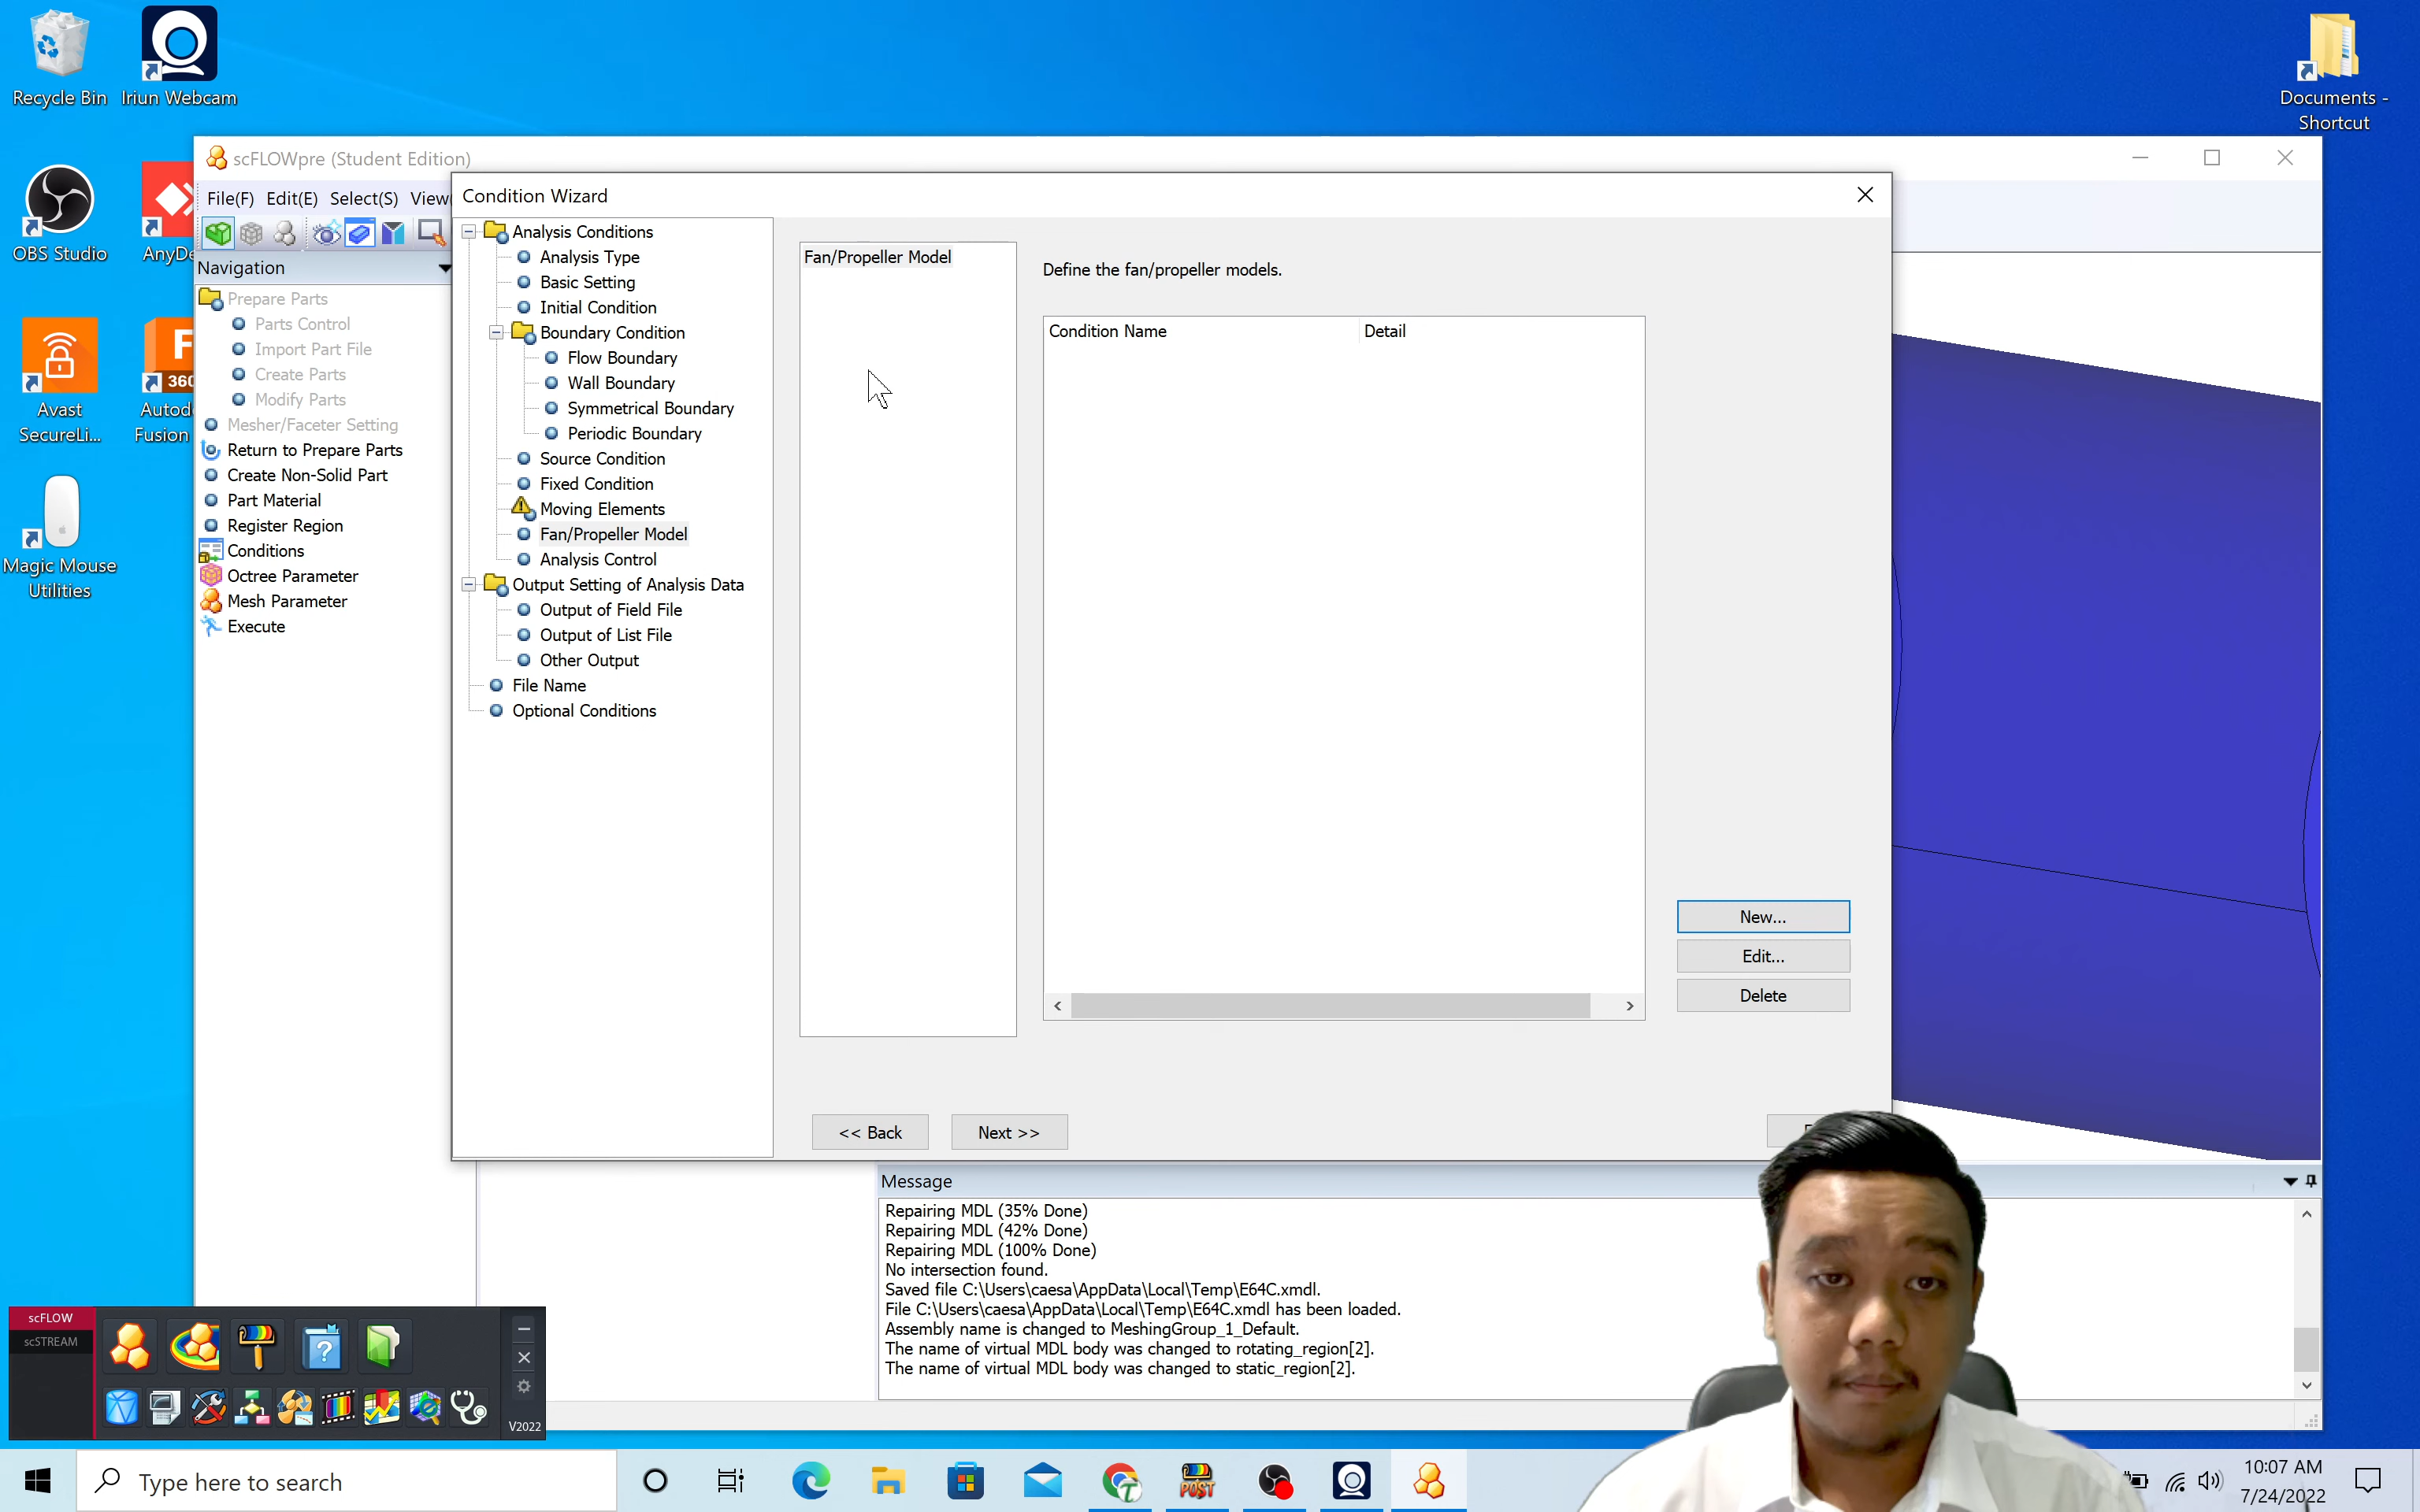 Recycle Bin
Iriun Webcam
Documents -
Shortcut
OBS Studio
AnyDe
Avast
SecureLi...
Autod
Fusion
360
Magic Mouse
Utilities
scFLOWpre (Student Edition)
File(F) Edit(E) Select(S) View
Navigation
Prepare Parts
Parts Control
Import Part File
Create Parts
Modify Parts
Mesher/Faceter Setting
Return to Prepare Parts
Create Non-Solid Part
Part Material
Register Region
Conditions
Octree Parameter
Mesh Parameter
Execute
Condition Wizard
Analysis Conditions
Analysis Type
Basic Setting
Initial Condition
Boundary Condition
Flow Boundary
Wall Boundary
Symmetrical Boundary
Periodic Boundary
Source Condition
Fixed Condition
Moving Elements
Fan/Propeller Model
Analysis Control
Output Setting of Analysis Data
Output of Field File
Output of List File
Other Output
File Name
Optional Conditions
Fan/Propeller Model
Define the fan/propeller models.
Condition Name Detail
New...
Edit...
Delete
<< Back Next >>
Message
Repairing MDL (35% Done)
Repairing MDL (42% Done)
Repairing MDL (100% Done)
No intersection found.
Saved file C:\Users\caesa\AppData\Local\Temp\E64C.xmdl.
File C:\Users\caesa\AppData\Local\Temp\E64C.xmdl has been loaded.
Assembly name is changed to MeshingGroup_1_Default.
The name of virtual MDL body was changed to rotating_region[2].
The name of virtual MDL body was changed to static_region[2].
scFLOW
scSTREAM
V2022
Type here to search
POST
10:07 AM
7/24/2022